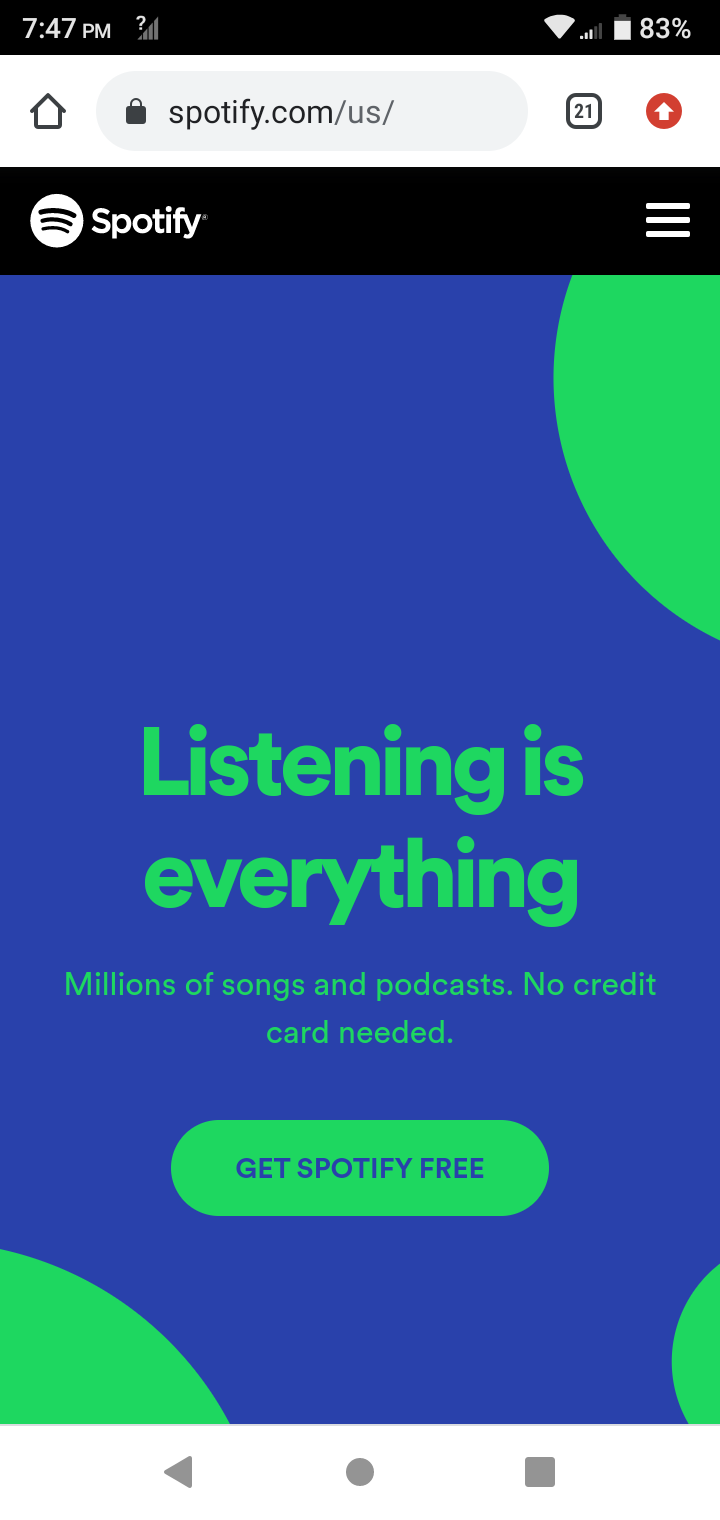 7:47 PM ? 83%
spotify.com/us/ 21
Spotify®
Listening is
everything
Millions of songs and podcasts. No credit
card needed.
GET SPOTIFY FREE